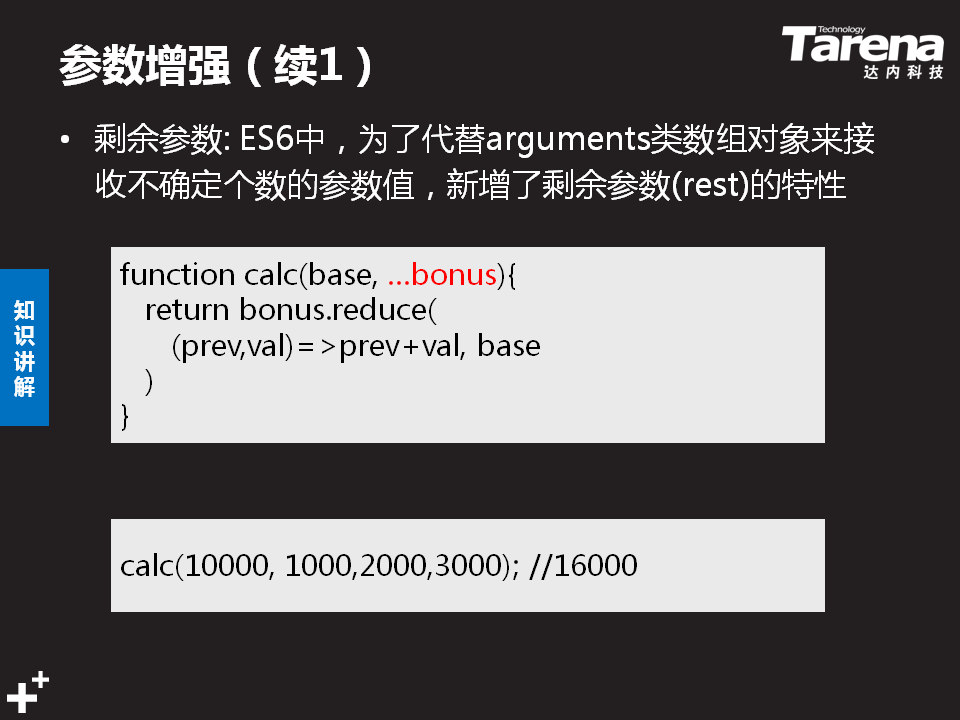 参数增强（续1）
Technology
Tarena
达内科技
• 剩余参数: ES6中，为了代替arguments类数组对象来接
收不确定个数的参数值，新增了剩余参数(rest)的特性
知识讲解
function calc(base, ...bonus){
return bonus.reduce(
(prev,val)=>prev+val, base
)
}
calc(10000, 1000,2000,3000); //16000